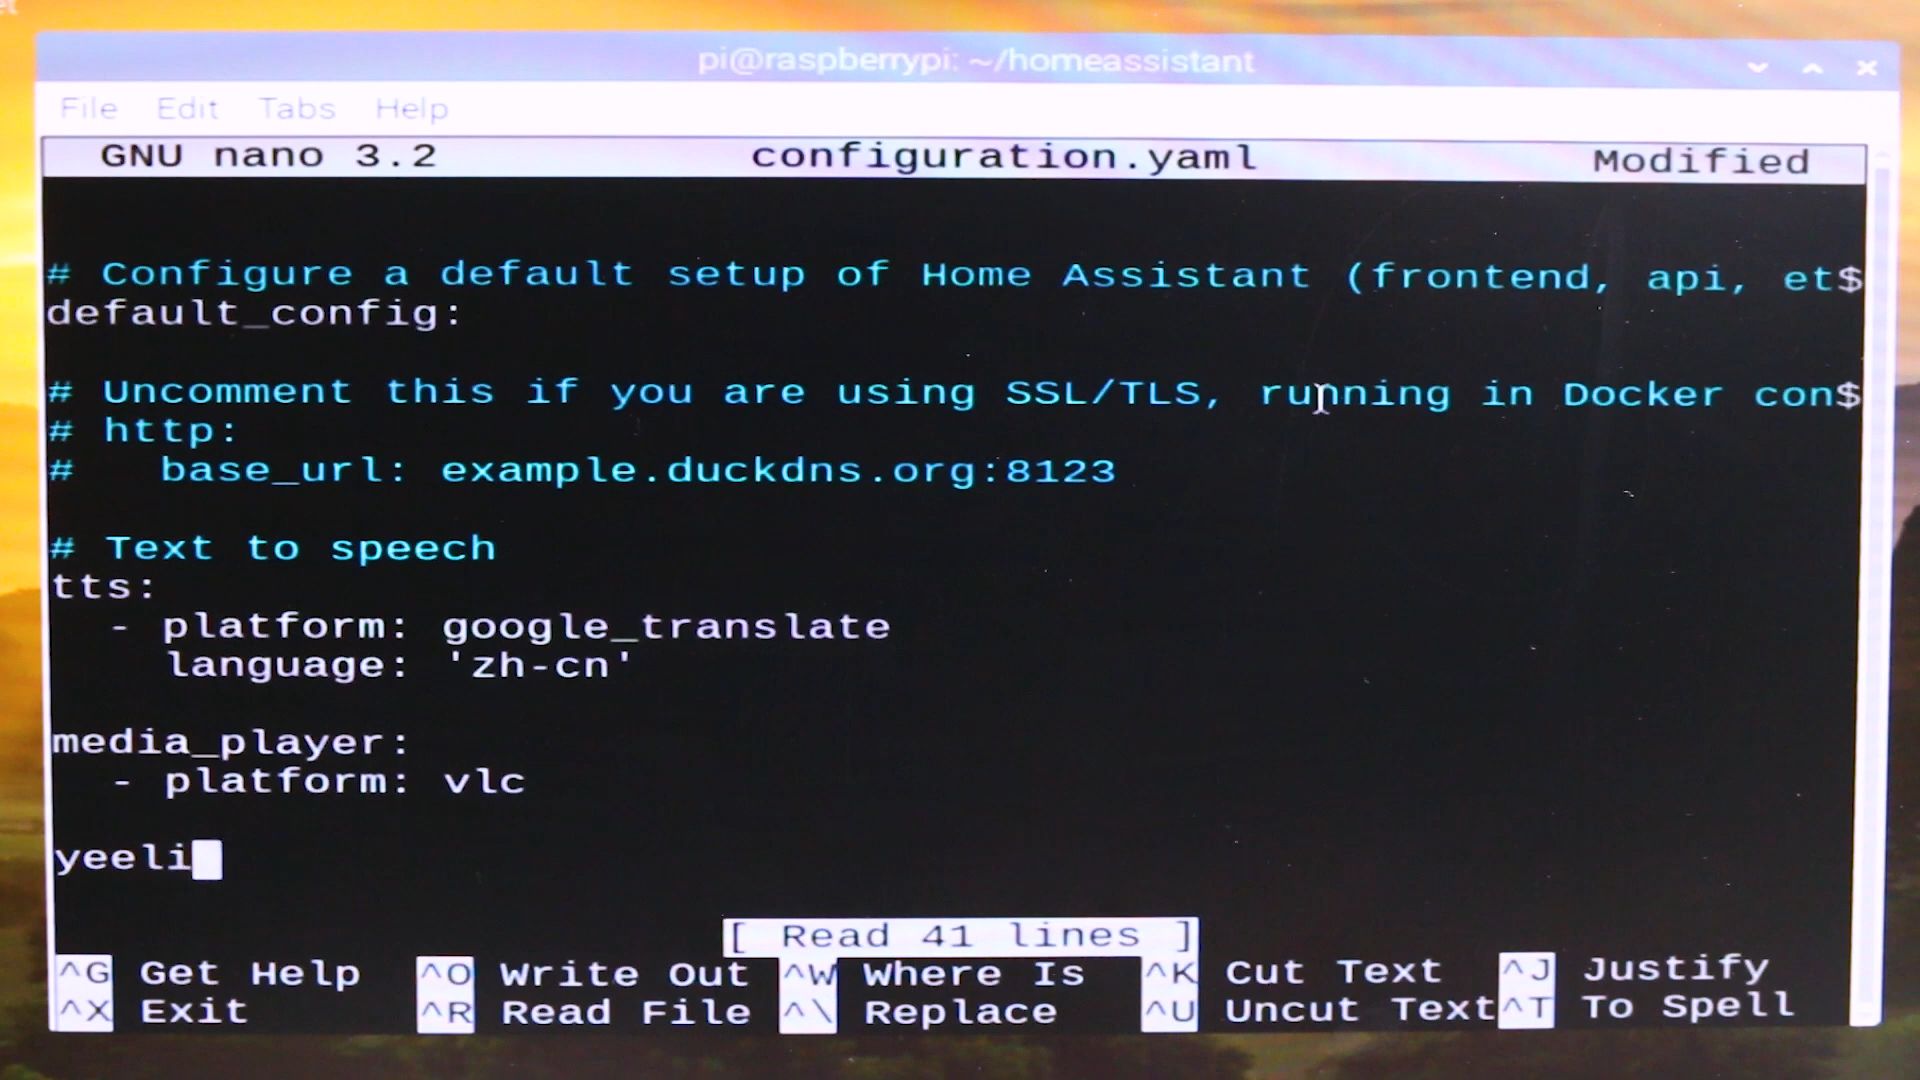 et
pi@raspberrypi: ~/homeassistant
File Edit Tabs Help
GNU nano 3.2 configuration.yaml Modified
# Configure a default setup of Home Assistant (frontend, api, et$
default_config:
# Uncomment this if you are using SSL/TLS, running in Docker con$
# http:
#   base_url: example.duckdns.org:8123
# Text to speech
tts:
  - platform: google_translate
    language: 'zh-cn'
media_player:
  - platform: vlc
yeeli
[ Read 41 lines ]
^G Get Help ^O Write Out ^W Where Is ^K Cut Text ^J Justify
^X Exit ^R Read File ^\ Replace ^U Uncut Text ^T To Spell